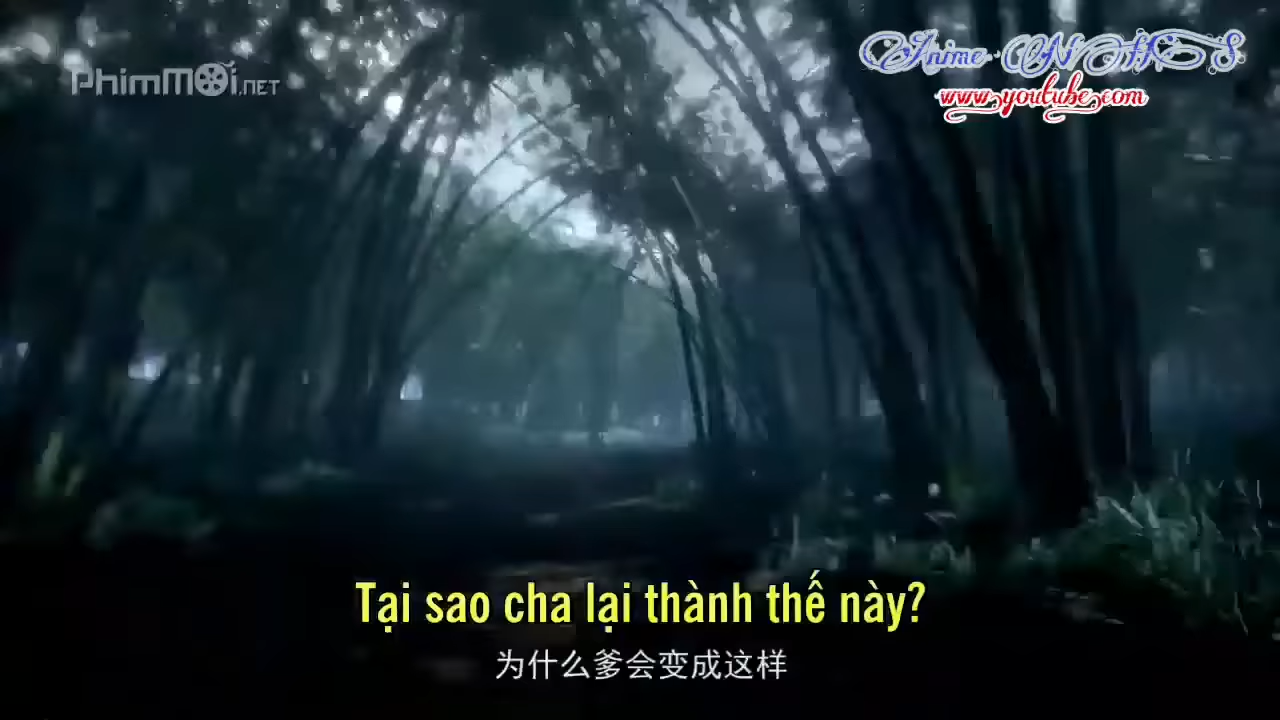 PhimMoi.NET
Anime CNHTS
www.youtube.com
Tại sao cha lại thành thế này?
为什么爹会变成这样